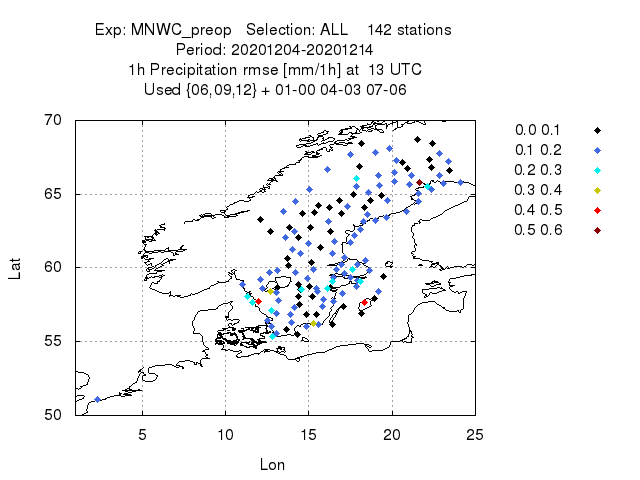 Exp: MNWC_preop Selection: ALL 142 stations
Period: 20201204-20201214
1h Precipitation rmse [mm/1h] at 13 UTC
Used {06,09,12} + 01-00 04-03 07-06
70
65
60
55
50
Lat
5 10 15 20 25
Lon
0.0 0.1
0.1 0.2
0.2 0.3
0.3 0.4
0.4 0.5
0.5 0.6